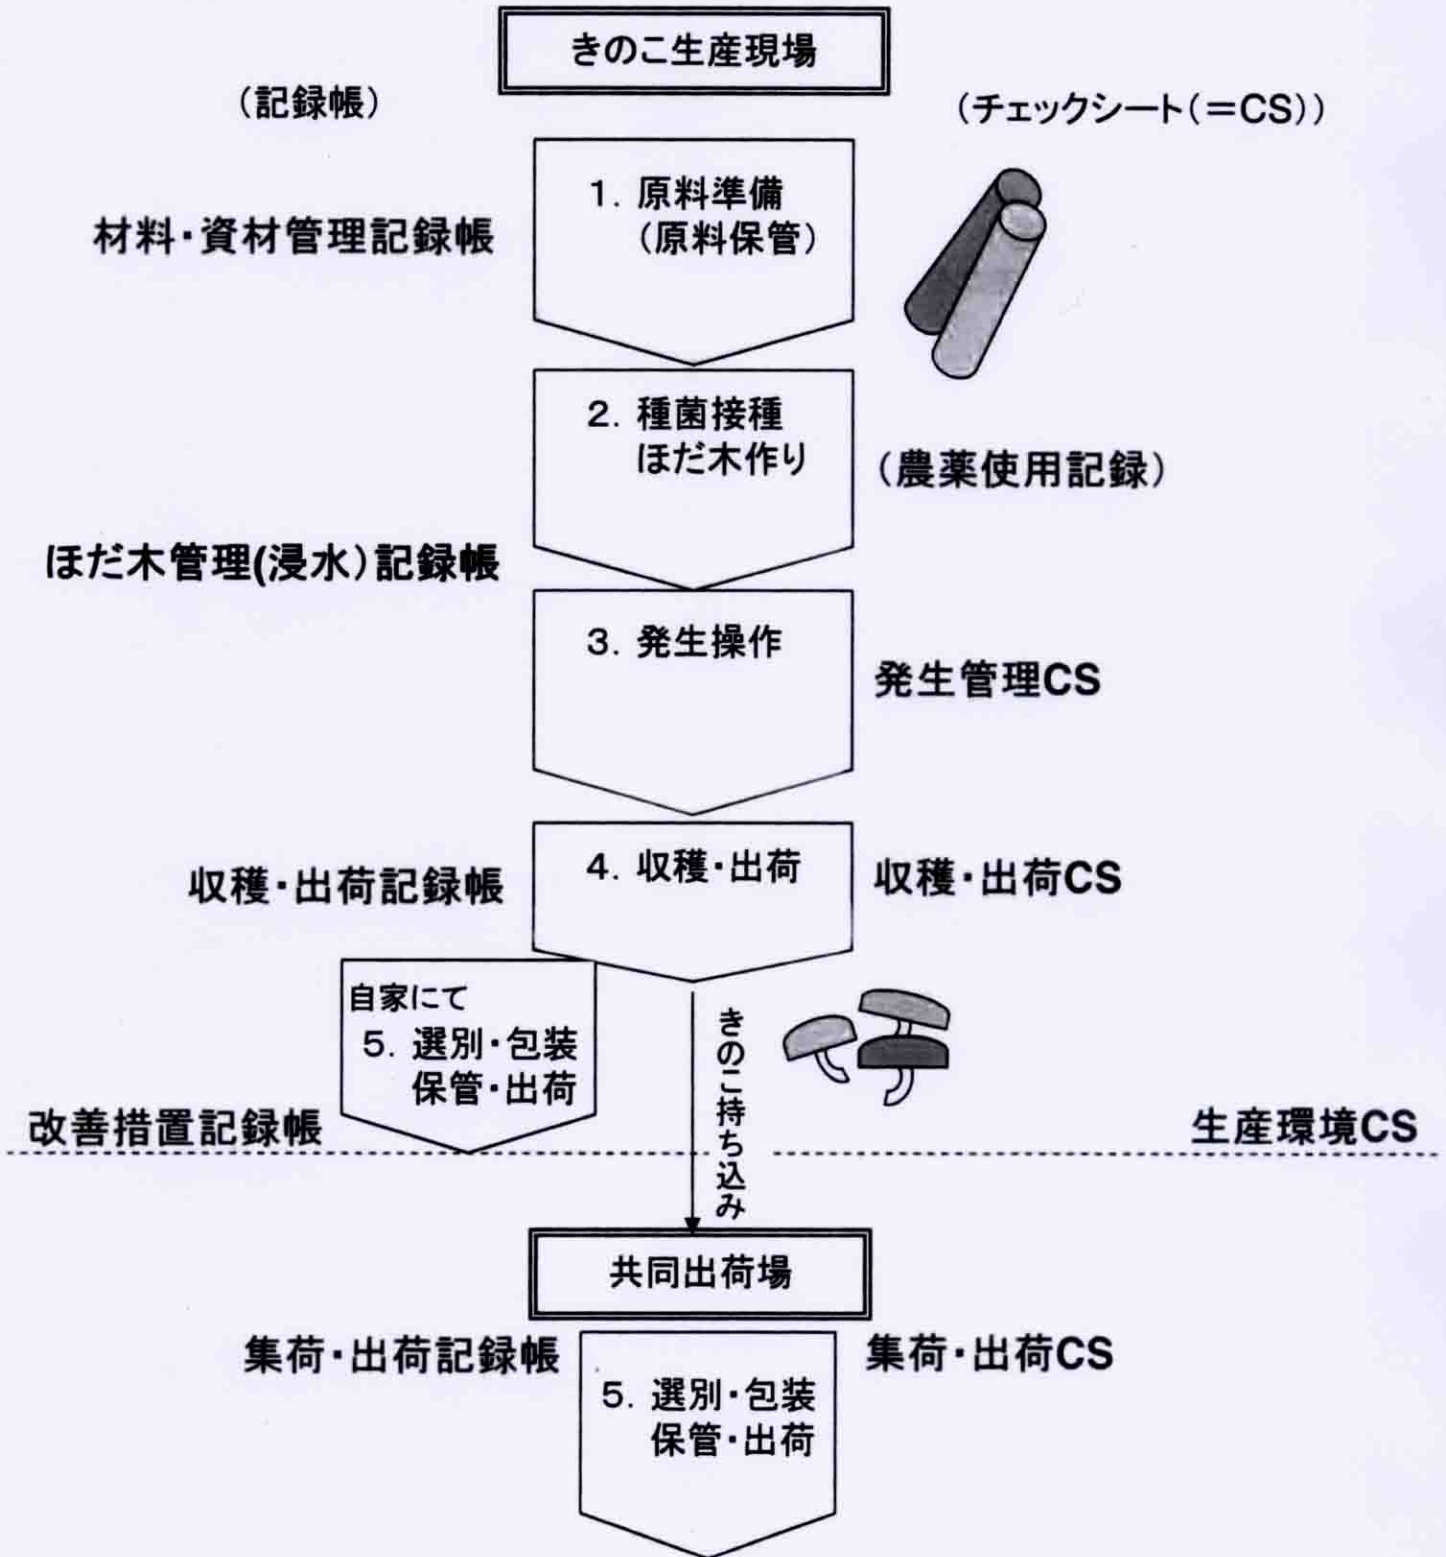 きのこ生産現場
(記録帳)
(チェックシート(=CS))
材料・資材管理記録帳
1. 原料準備
(原料保管)
2. 種菌接種
ほだ木作り
(農薬使用記録)
ほだ木管理(浸水)記録帳
3. 発生操作
発生管理CS
収穫・出荷記録帳
4. 収穫・出荷
収穫・出荷CS
自家にて
5. 選別・包装
保管・出荷
きのこ持ち込み
改善措置記録帳
生産環境CS
共同出荷場
集荷・出荷記録帳
集荷・出荷CS
5. 選別・包装
保管・出荷